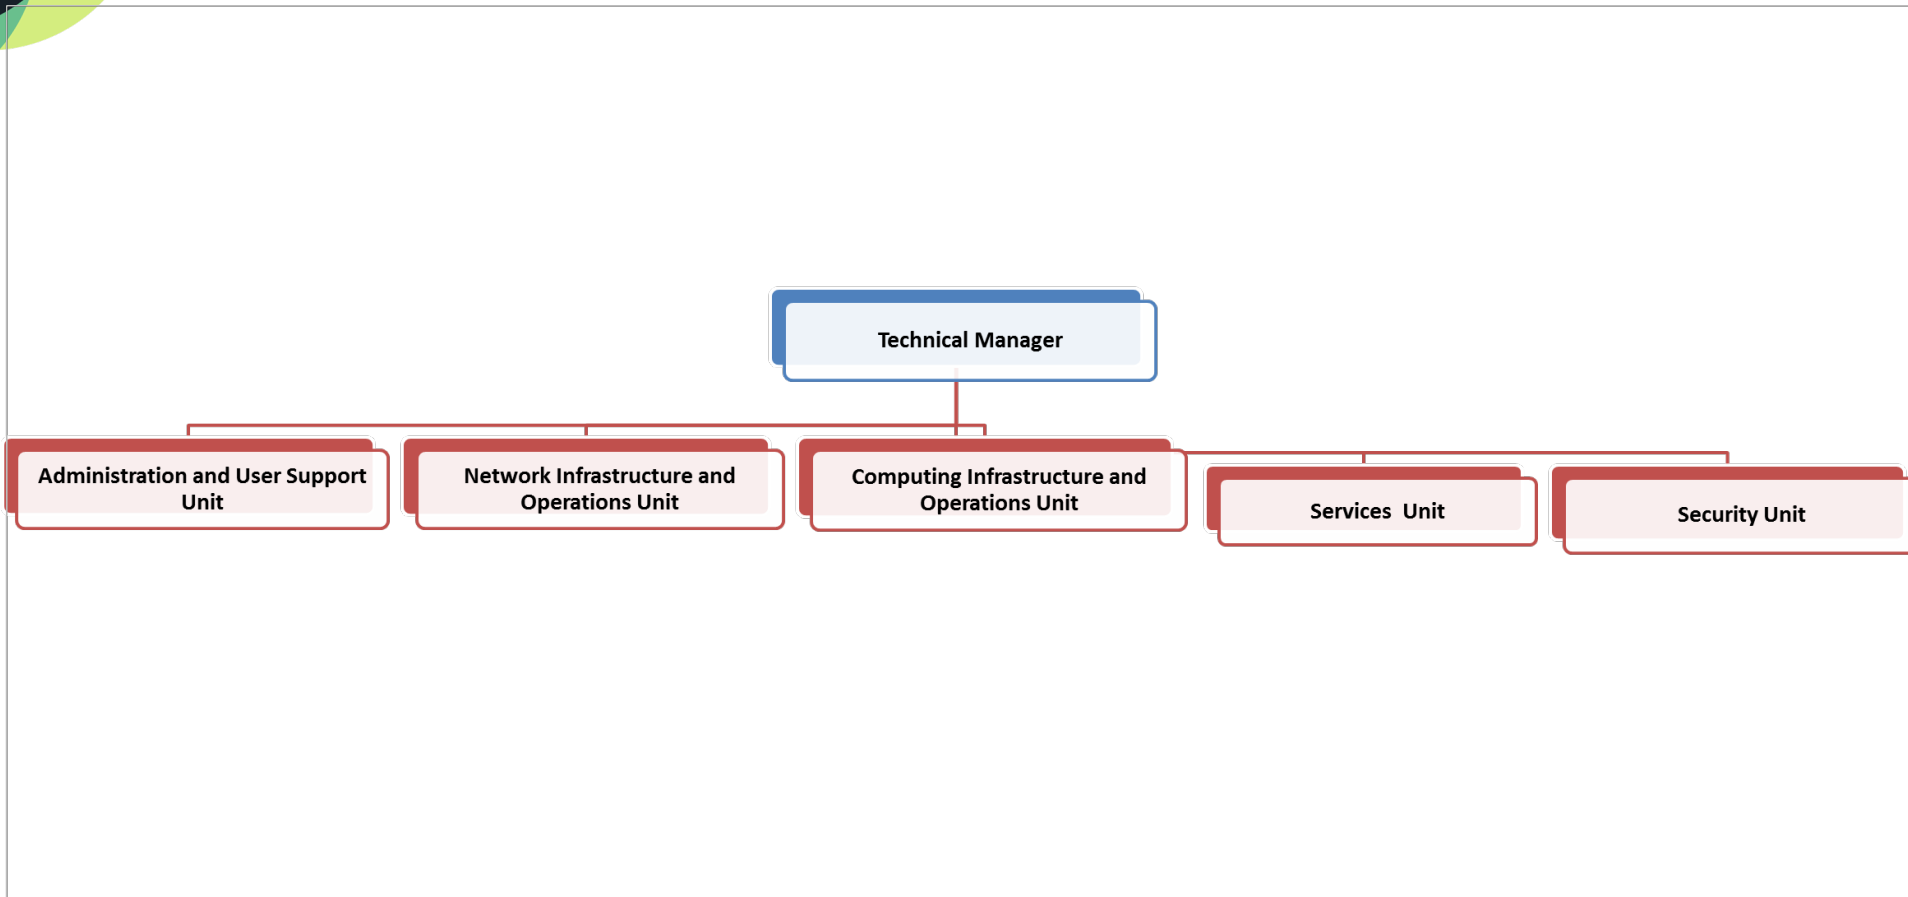 Technical Manager
Administration and User Support
Unit
Network Infrastructure and
Operations Unit
Computing Infrastructure and
Operations Unit
Services  Unit
Security Unit